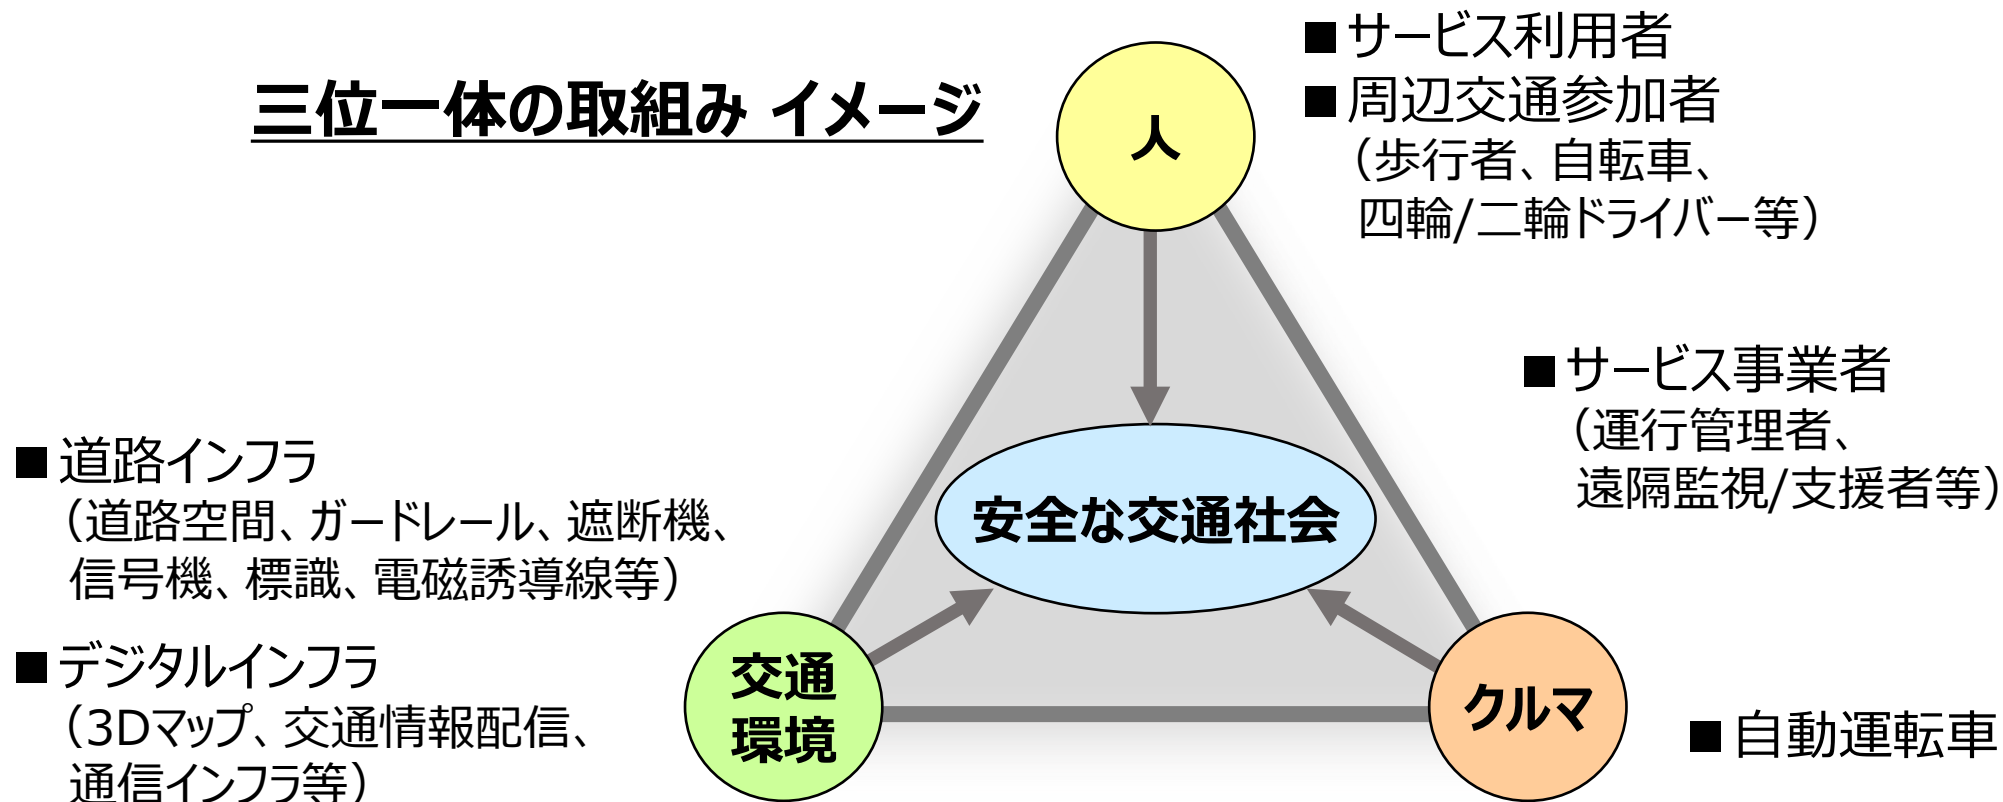 三位一体の取組み イメージ
人
■サービス利用者
■周辺交通参加者
（歩行者、自転車、
四輪/二輪ドライバー等）
■サービス事業者
（運行管理者、
遠隔監視/支援者等）
■道路インフラ
（道路空間、ガードレール、遮断機、
信号機、標識、電磁誘導線等）
安全な交通社会
■デジタルインフラ
（3Dマップ、交通情報配信、
通信インフラ等）
交通
環境
クルマ
■自動運転車